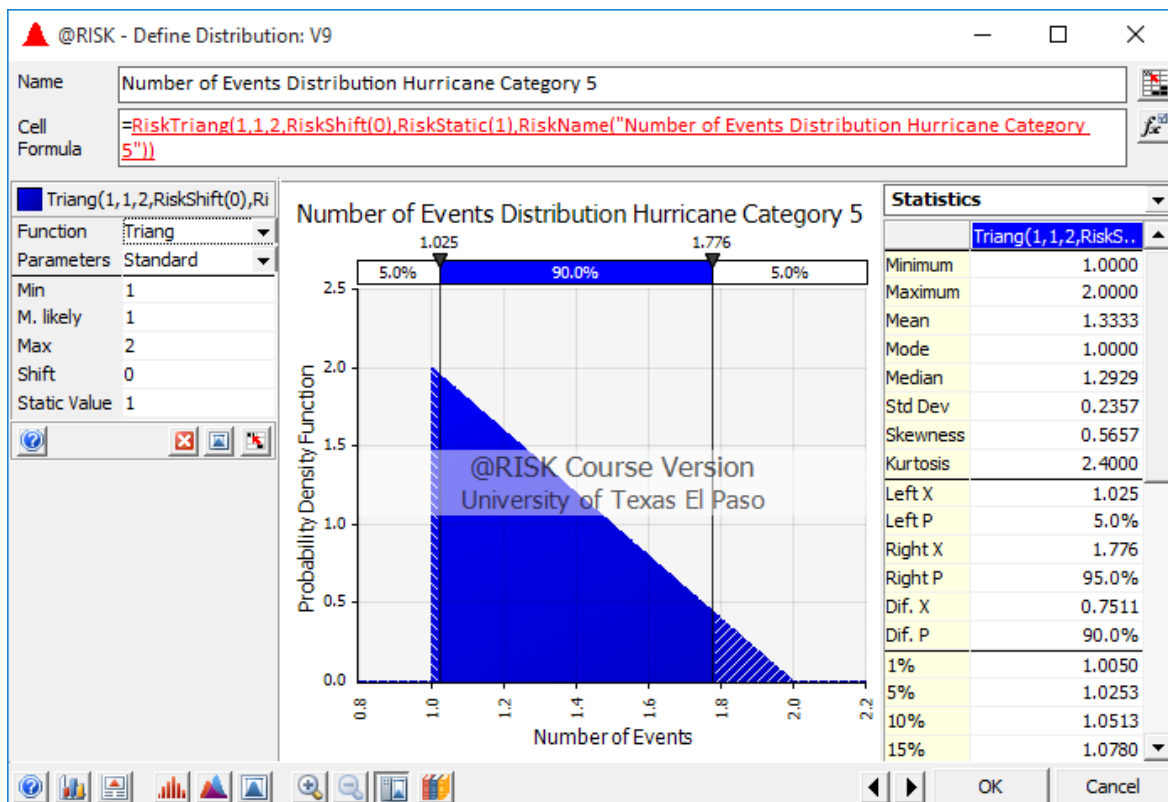 @RISK - Define Distribution: V9
Name Number of Events Distribution Hurricane Category 5
Cell Formula =RiskTriang(1,1,2,RiskShift(0),RiskStatic(1),RiskName("Number of Events Distribution Hurricane Category
5"))
Triang(1,1,2,RiskShift(0),Ri
Function Triang
Parameters Standard
Min 1
M. likely 1
Max 2
Shift 0
Static Value 1
Number of Events Distribution Hurricane Category 5
1.025 1.776
5.0% 90.0% 5.0%
2.5
2.0
1.5
1.0
0.5
0.0
Probability Density Function
@RISK Course Version
University of Texas El Paso
0.8 1.0 1.2 1.4 1.6 1.8 2.0 2.2
Number of Events
Statistics
Triang(1,1,2,RiskS..
Minimum 1.0000
Maximum 2.0000
Mean 1.3333
Mode 1.0000
Median 1.2929
Std Dev 0.2357
Skewness 0.5657
Kurtosis 2.4000
Left X 1.025
Left P 5.0%
Right X 1.776
Right P 95.0%
Dif. X 0.7511
Dif. P 90.0%
1% 1.0050
5% 1.0253
10% 1.0513
15% 1.0780
OK Cancel